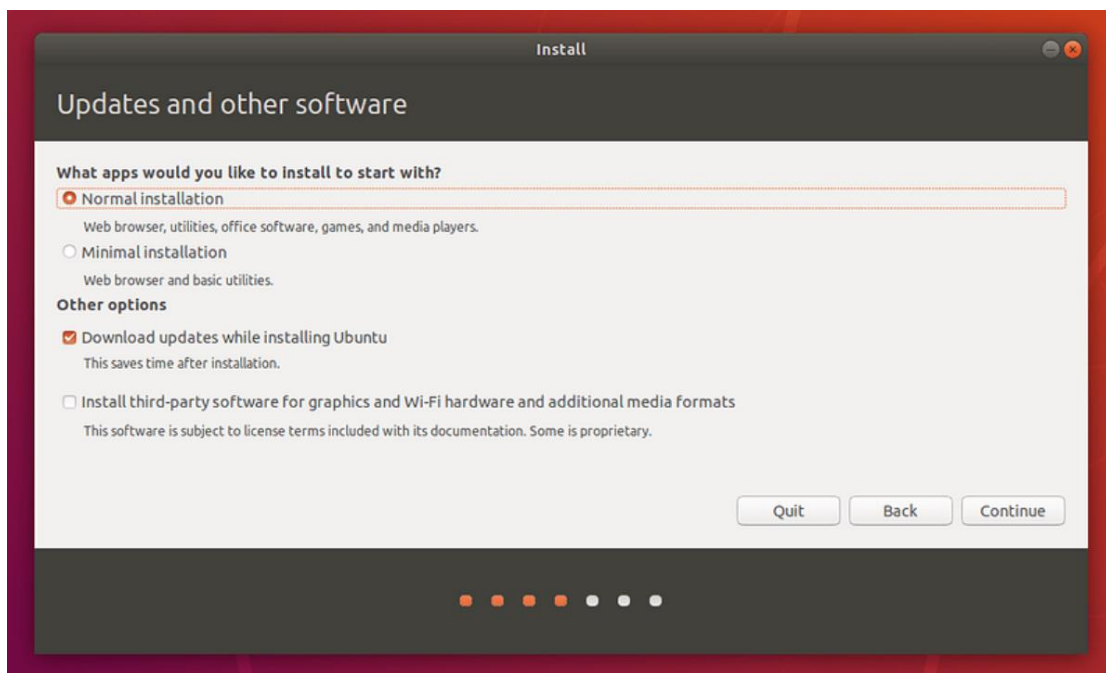 Install
Updates and other software
What apps would you like to install to start with?
Normal installation
Web browser, utilities, office software, games, and media players.
Minimal installation
Web browser and basic utilities.
Other options
Download updates while installing Ubuntu
This saves time after installation.
Install third-party software for graphics and Wi-Fi hardware and additional media formats
This software is subject to license terms included with its documentation. Some is proprietary.
Quit Back Continue